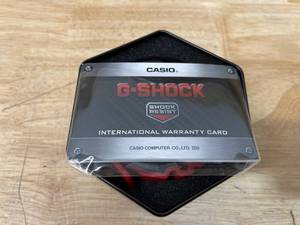 CASIO.
G-SHOCK
SHOCK
RESIST
INTERNATIONAL WARRANTY CARD
CASIO COMPUTER CO., LTD.